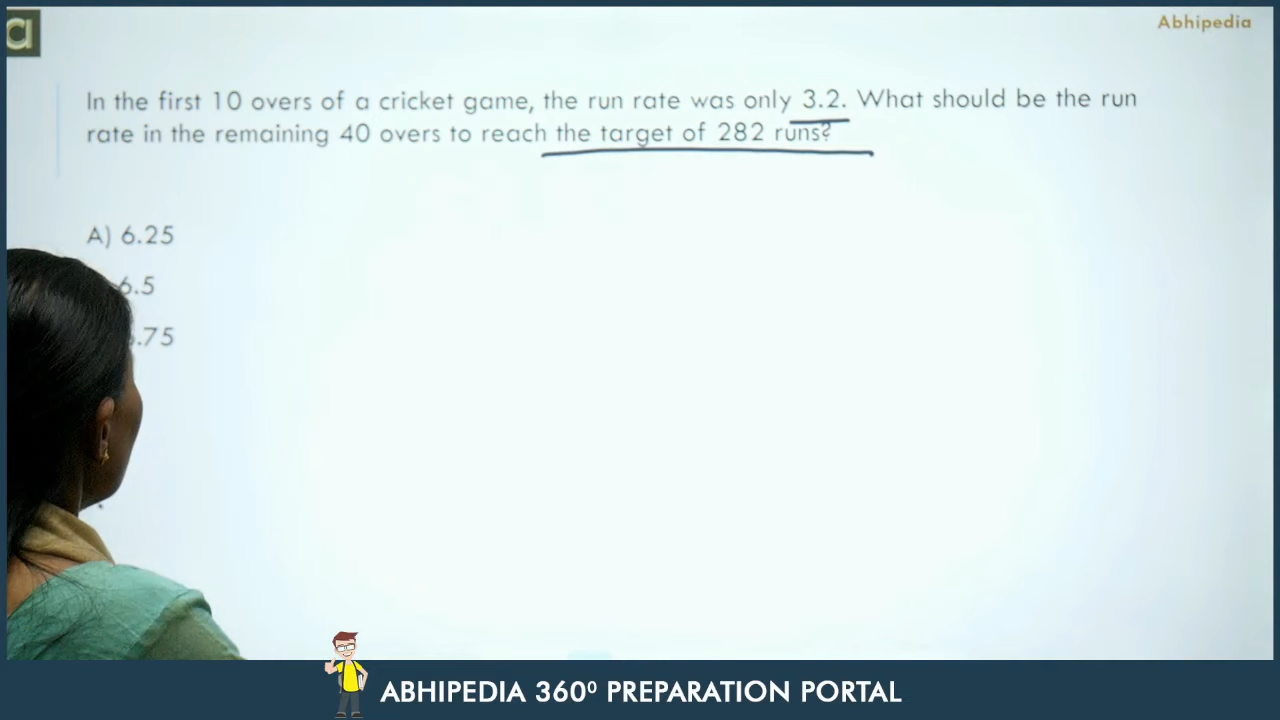 a
Abhipedia
In the first 10 overs of a cricket game, the run rate was only 3.2. What should be the run
rate in the remaining 40 overs to reach the target of 282 runs?
A) 6.25
6.5
.75
ABHIPEDIA 360⁰ PREPARATION PORTAL